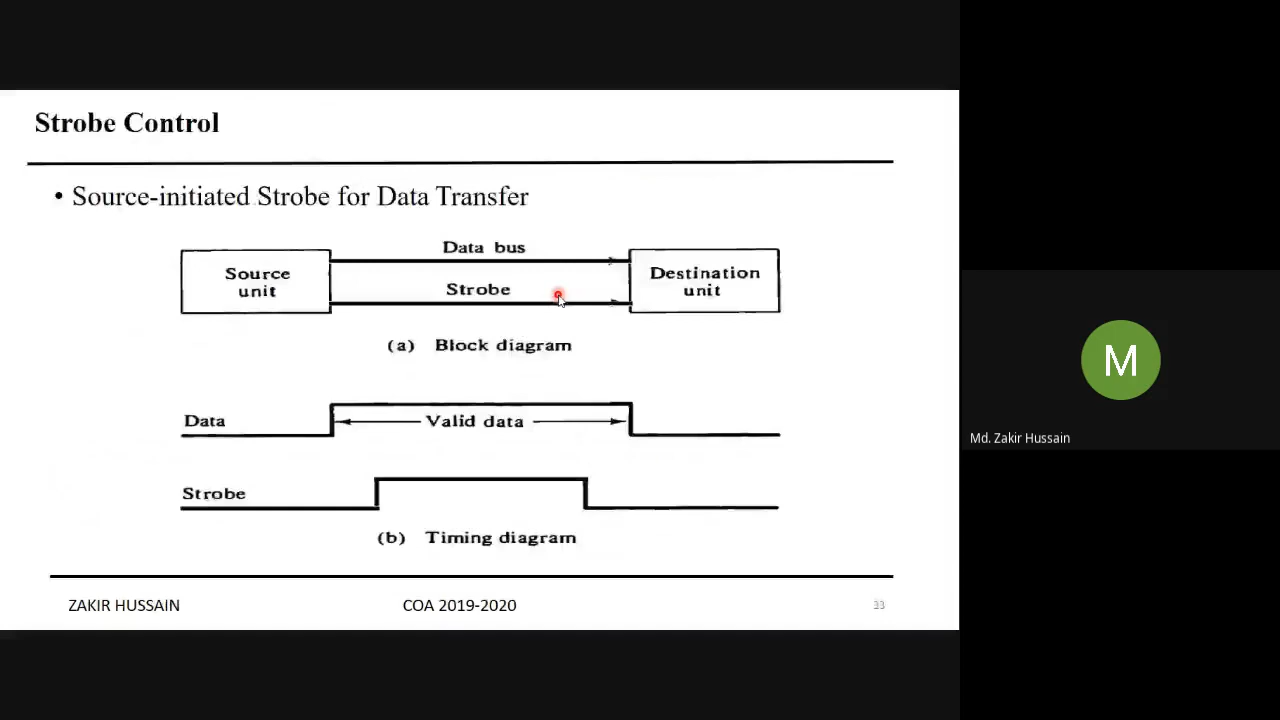 Strobe Control
• Source-initiated Strobe for Data Transfer
Data bus
Source
unit
Destination
unit
Strobe
(a) Block diagram
Data
Valid data
Strobe
(b) Timing diagram
ZAKIR HUSSAIN
COA 2019-2020
33
M
Md. Zakir Hussain